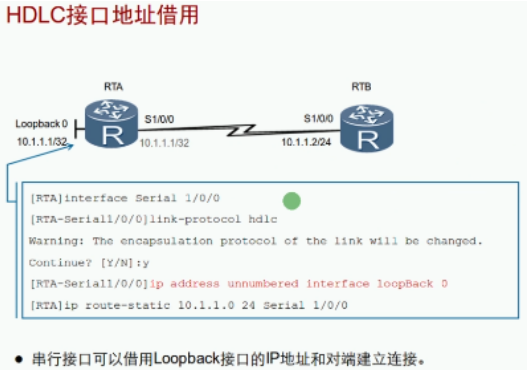 HDLC接口地址借用
RTA
RTB
Loopback 0
S1/0/0
S1/0/0
10.1.1.1/32
10.1.1.1/32
10.1.1.2/24
R
R
[RTA]interface Serial 1/0/0
[RTA-Serial1/0/0]link-protocol hdlc
Warning: The encapsulation protocol of the link will be changed.
Continue? [Y/N]:y
[RTA-Serial1/0/0]ip address unnumbered interface loopBack 0
[RTA]ip route-static 10.1.1.0 24 Serial 1/0/0
● 串行接口可以借用Loopback接口的IP地址和对端建立连接。